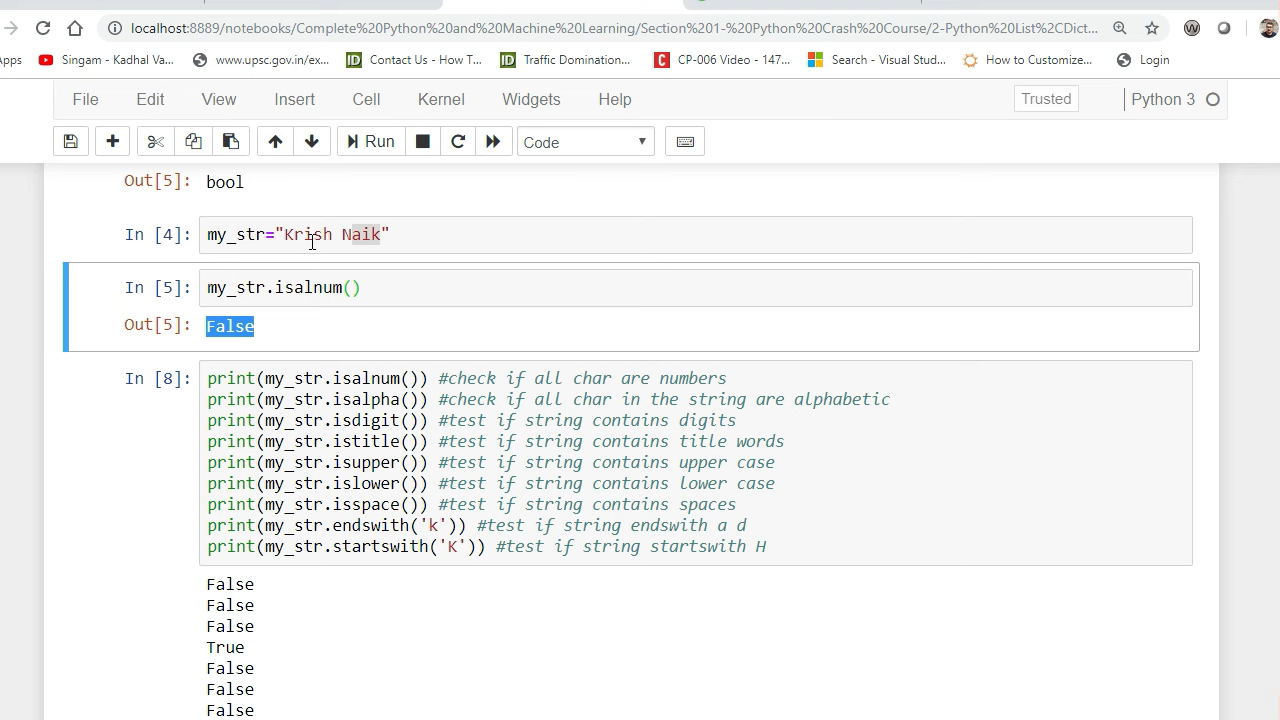 localhost:8889/notebooks/Complete%20Python%20and%20Machine%20Learning/Section%201-%20Python%20Crash%20Course/2-Python%20List%2CDict...
Apps Singam - Kadhal Va... www.upsc.gov.in/ex... ID Contact Us - How T... ID Traffic Domination... C CP-006 Video - 147... Search - Visual Stud... How to Customize... Login
File Edit View Insert Cell Kernel Widgets Help Trusted Python 3
Run Code
Out[5]: bool
In [4]: my_str="Krish Naik"
In [5]: my_str.isalnum()
Out[5]: False
In [8]: print(my_str.isalnum()) #check if all char are numbers
print(my_str.isalpha()) #check if all char in the string are alphabetic
print(my_str.isdigit()) #test if string contains digits
print(my_str.istitle()) #test if string contains title words
print(my_str.isupper()) #test if string contains upper case
print(my_str.islower()) #test if string contains lower case
print(my_str.isspace()) #test if string contains spaces
print(my_str.endswith('k')) #test if string endswith a d
print(my_str.startswith('K')) #test if string startswith H
False
False
False
True
False
False
False